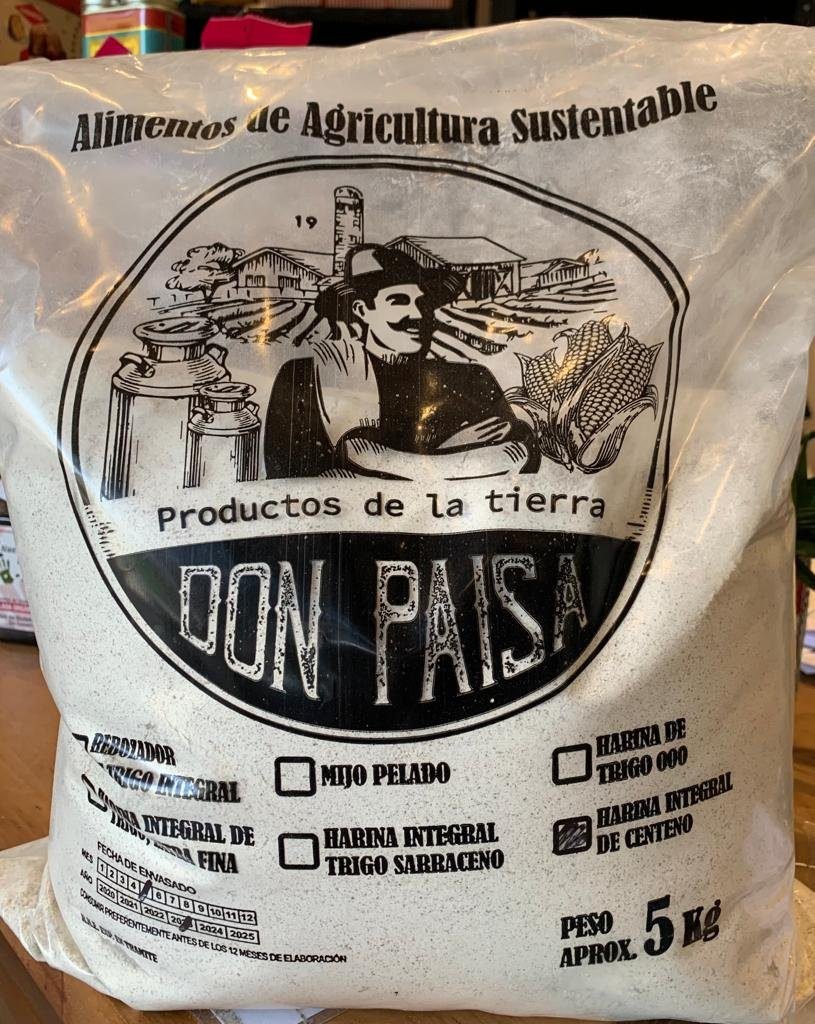 Alimentos de Agricultura Sustentable
19
Productos de la tierra
DON PAISA
REBOZADOR
TRIGO INTEGRAL
MIJO PELADO
HARINA DE
TRIGO 000
INTEGRAL DE
FINA
HARINA INTEGRAL
TRIGO SARRACENO
HARINA INTEGRAL
DE CENTENO
FECHA DE ENVASADO
MES 1 2 3 4 6 7 8 9 10 11 12
AÑO 2020 2021 2022 2024 2025
CONSUMIR PREFERENTEMENTE ANTES DE LOS 12 MESES DE ELABORACIÓN
TRAMITE
PESO
APROX. 5 Kg